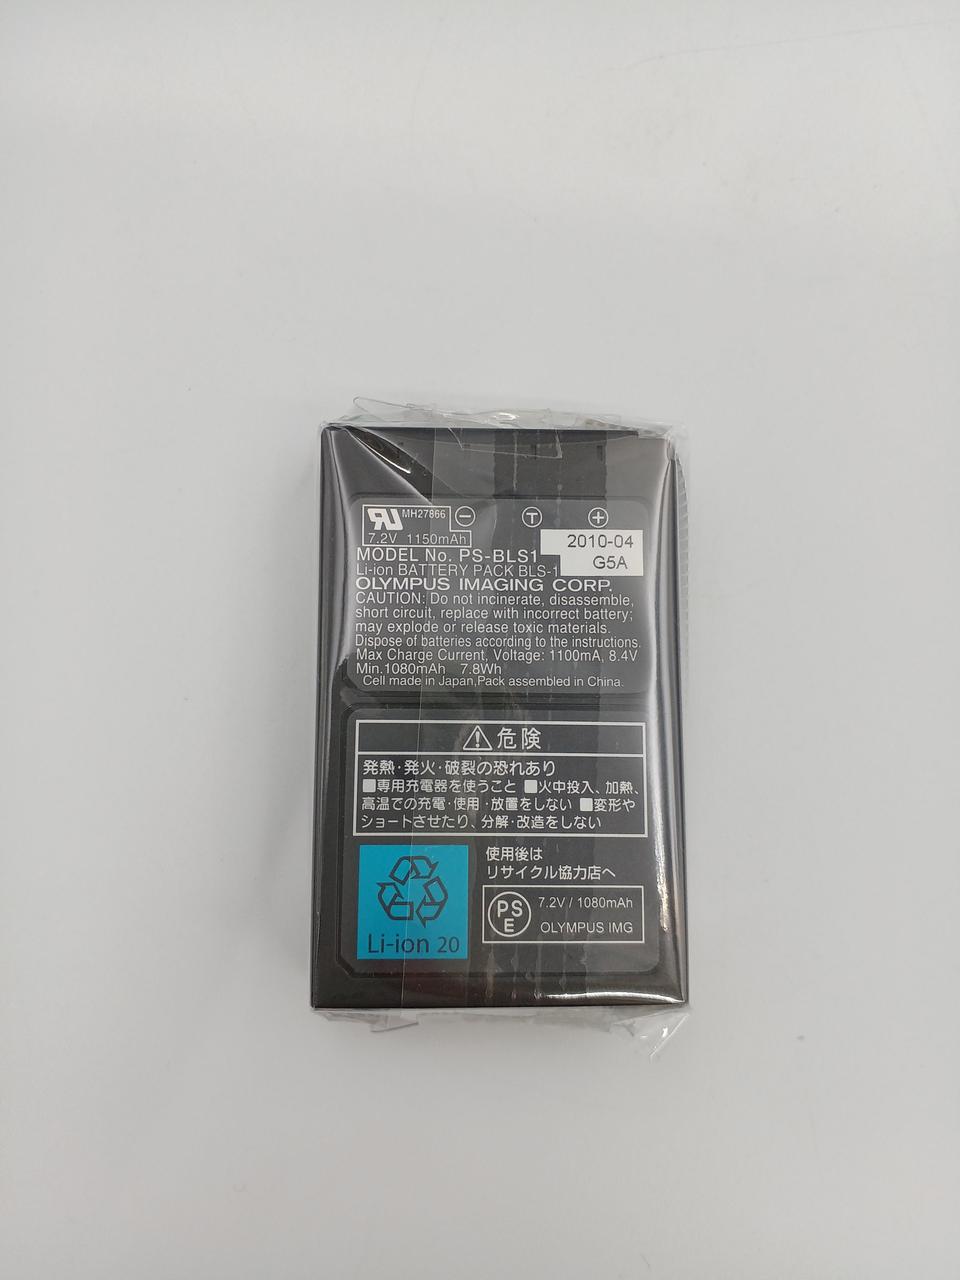 MH27866
7.2V 1150mAh
T
2010-04
G5A
MODEL No. PS-BLS1
Li-ion BATTERY PACK BLS-1
OLYMPUS IMAGING CORP.
CAUTION: Do not incinerate, disassemble,
short circuit, replace with incorrect battery;
may explode or release toxic materials.
Dispose of batteries according to the instructions.
Max Charge Current, Voltage: 1100mA, 8.4V
Min.1080mAh 7.8Wh
Cell made in Japan,Pack assembled in China.
危険
発熱・発火・破裂の恐れあり
■専用充電器を使うこと ■火中投入、加熱、
高温での充電・使用・放置をしない ■変形や
ショートさせたり、分解・改造をしない
使用後は
リサイクル協力店へ
Li-ion 20
PS
E
7.2V / 1080mAh
OLYMPUS IMG